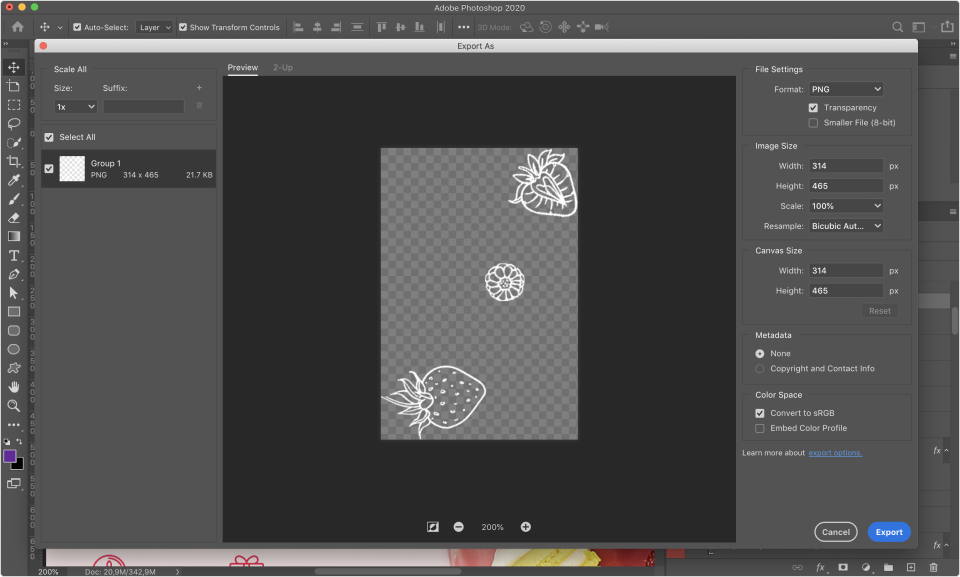 Adobe Photoshop 2020
Auto-Select: Layer Show Transform Controls 3D Mode:
Export As
Scale All
Size: Suffix:
1x
Select All
Group 1
PNG 314 x 465 21.7 KB
Preview 2-Up
200%
File Settings
Format: PNG
Transparency
Smaller File (8-bit)
Image Size
Width: 314 px
Height: 465 px
Scale: 100%
Resample: Bicubic Aut...
Canvas Size
Width: 314 px
Height: 465 px
Reset
Metadata
None
Copyright and Contact Info
Color Space
Convert to sRGB
Embed Color Profile
Learn more about export options.
Cancel Export
fx
fx
200% Doc: 20,9M/342,9M
fx